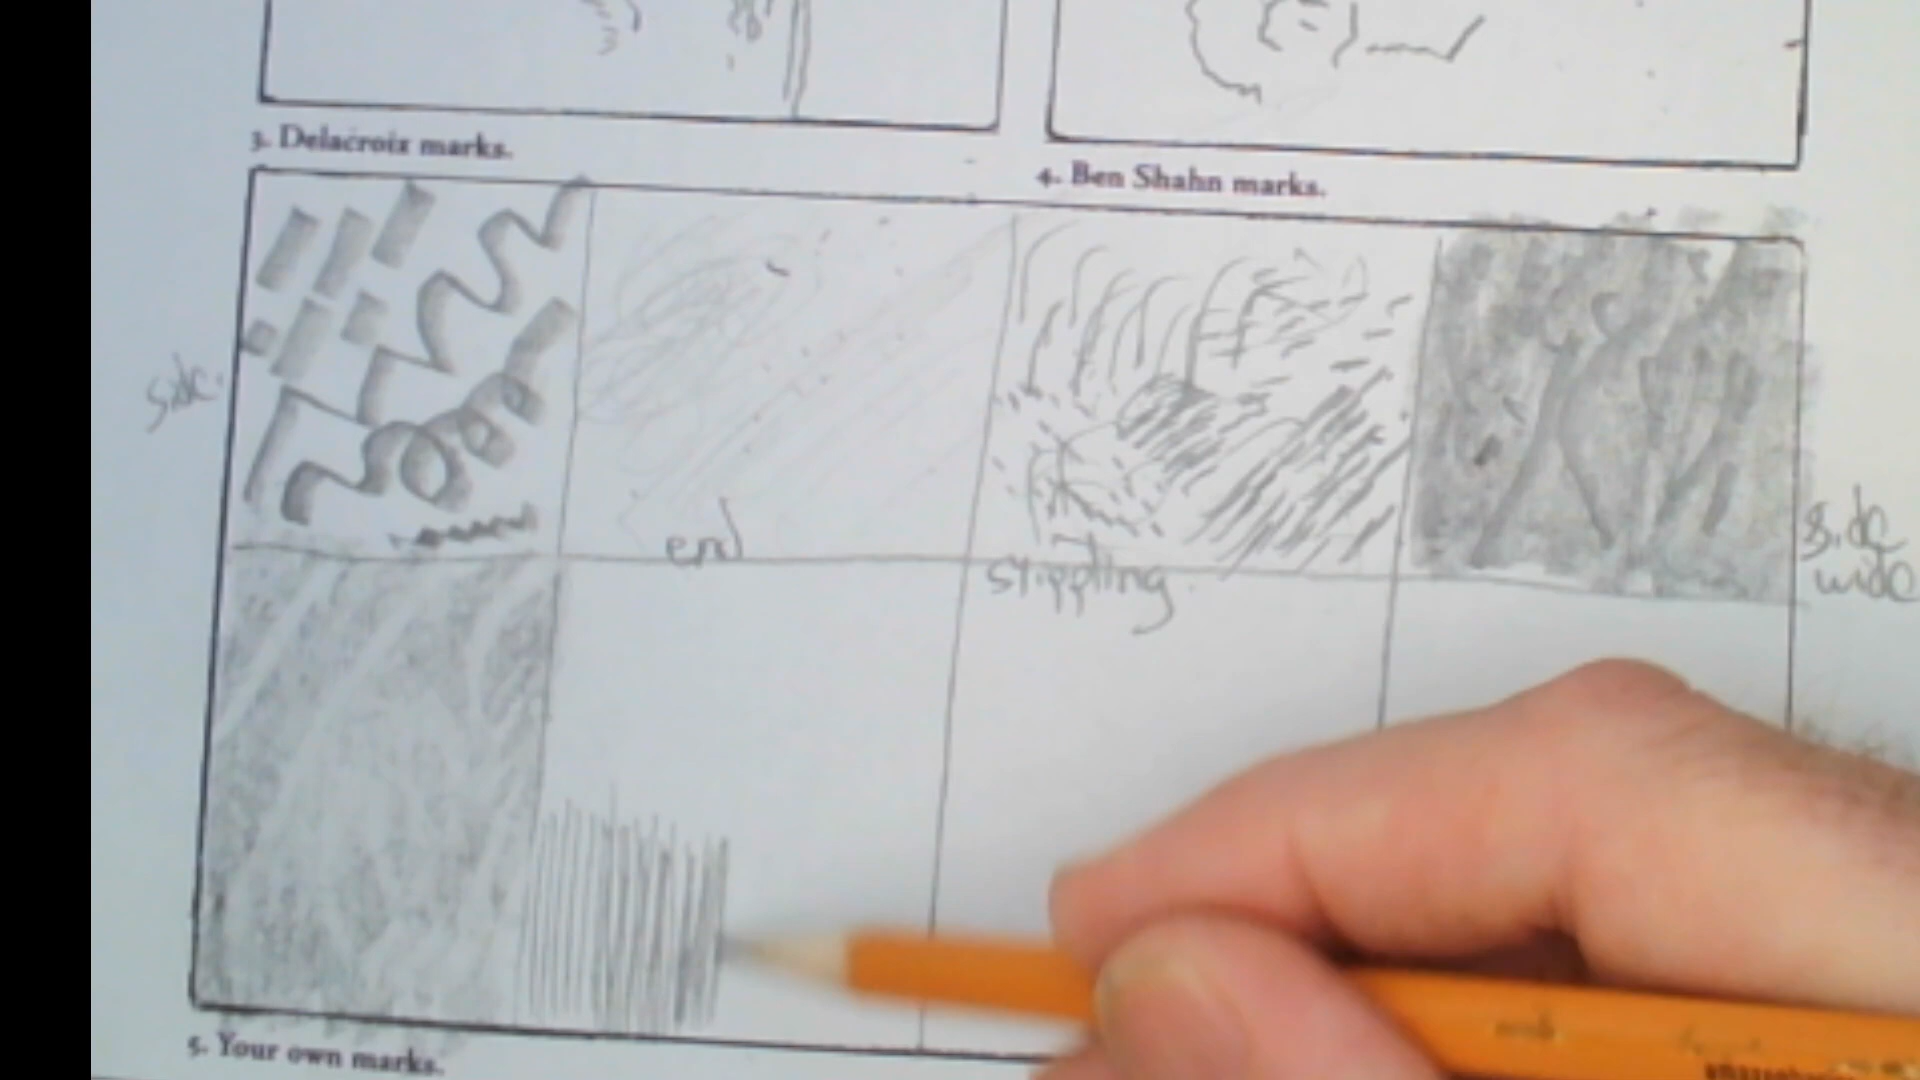 3. Delacroix marks.
4. Ben Shahn marks.
side
end
stippling
side
wide
5. Your own marks.